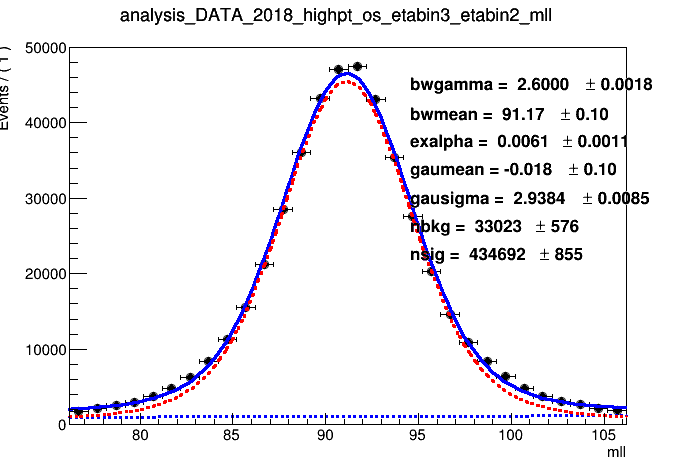 analysis_DATA_2018_highpt_os_etabin3_etabin2_mll
Events / ( 1 )
50000
40000
30000
20000
10000
0
bwgamma = 2.6000 ± 0.0018
bwmean = 91.17 ± 0.10
exalpha = 0.0061 ± 0.0011
gaumean = -0.018 ± 0.10
gausigma = 2.9384 ± 0.0085
nbkg = 33023 ± 576
nsig = 434692 ± 855
80 85 90 95 100 105
mll